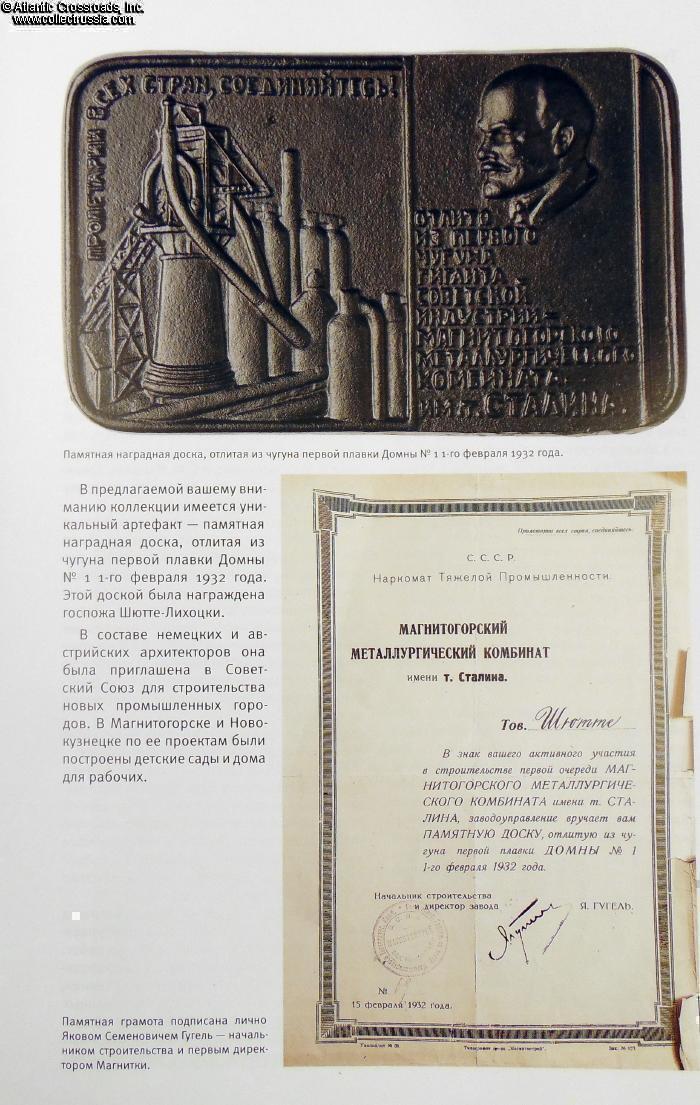 © Atlantic Crossroads, Inc.
www.collectrussia.com
ПРОЛЕТАРИИ ВСЕХ СТРАН, СОЕДИНЯЙТЕСЬ!
ОТЛИТО
ИЗ ПЕРВОГО
ЧУГУНА
ГИГАНТА
СОВЕТСКОЙ
ИНДУСТРИИ-
МАГНИТОГОРСКОГО
МЕТАЛЛУРГИЧЕСКОГО
КОМБИНАТА
ИМ. т. СТАЛИНА.
Памятная наградная доска, отлитая из чугуна первой плавки Домны № 1 1-го февраля 1932 года.
В предлагаемой вашему вни-
манию коллекции имеется уни-
кальный артефакт — памятная
наградная доска, отлитая из
чугуна первой плавки Домны
№ 1 1-го февраля 1932 года.
Этой доской была награждена
госпожа Шютте-Лихоцки.
В составе немецких и ав-
стрийских архитекторов она
была приглашена в Совет-
ский Союз для строительства
новых промышленных горо-
дов. В Магнитогорске и Ново-
кузнецке по ее проектам были
построены детские сады и дома
для рабочих.
Пролетарии всех стран, соединяйтесь.
С. С. С. Р.
Наркомат Тяжелой Промышленности.
МАГНИТОГОРСКИЙ
МЕТАЛЛУРГИЧЕСКИЙ КОМБИНАТ
имени т. Сталина.
Тов. Шютте
В знак вашего активного участия
в строительстве первой очереди МАГ-
НИТОГОРСКОГО МЕТАЛЛУРГИЧЕ-
СКОГО КОМБИНАТА имени т. СТА-
ЛИНА, заводоуправление вручает вам
ПАМЯТНУЮ ДОСКУ, отлитую из чу-
гуна первой плавки ДОМНЫ № 1
1-го февраля 1932 года.
Начальник строительства
и директор завода
Я. ГУГЕЛЬ.
№
15 февраля 1932 года.
Памятная грамота подписана лично
Яковом Семеновичем Гугель — началь-
ником строительства и первым дирек-
тором Магнитки.